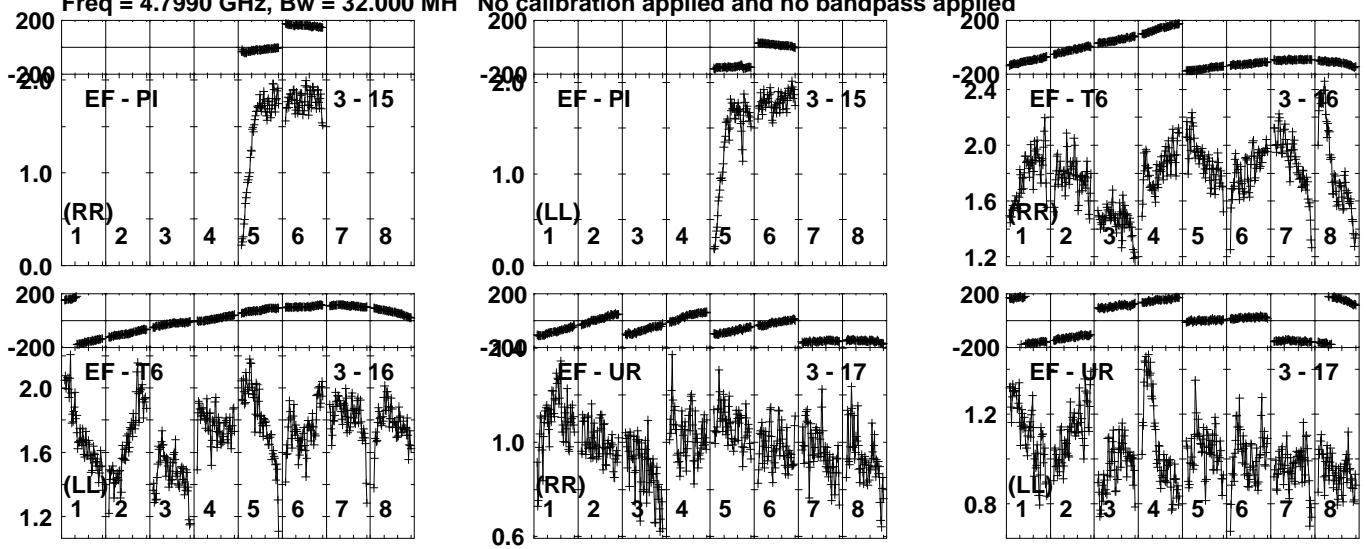 Freq = 4.7990 GHz, Bw = 32.000 MH No calibration applied and no bandpass applied
200
-200
2.0
EF - PI
3 - 15
1.0
(RR)
1 2 3 4 5 6 7 8
0.0
200
-200
2.0
EF - PI
3 - 15
1.0
(LL)
1 2 3 4 5 6 7 8
0.0
200
-200
2.4
EF - T6
3 - 16
2.0
1.6
(RR)
1 2 3 4 5 6 7 8
1.2
200
-200
EF - T6
3 - 16
2.0
1.6
(LL)
1 2 3 4 5 6 7 8
1.2
200
-200
1.4
EF - UR
3 - 17
1.0
(RR)
1 2 3 4 5 6 7 8
0.6
200
-200
EF - UR
3 - 17
1.2
(LL)
1 2 3 4 5 6 7 8
0.8